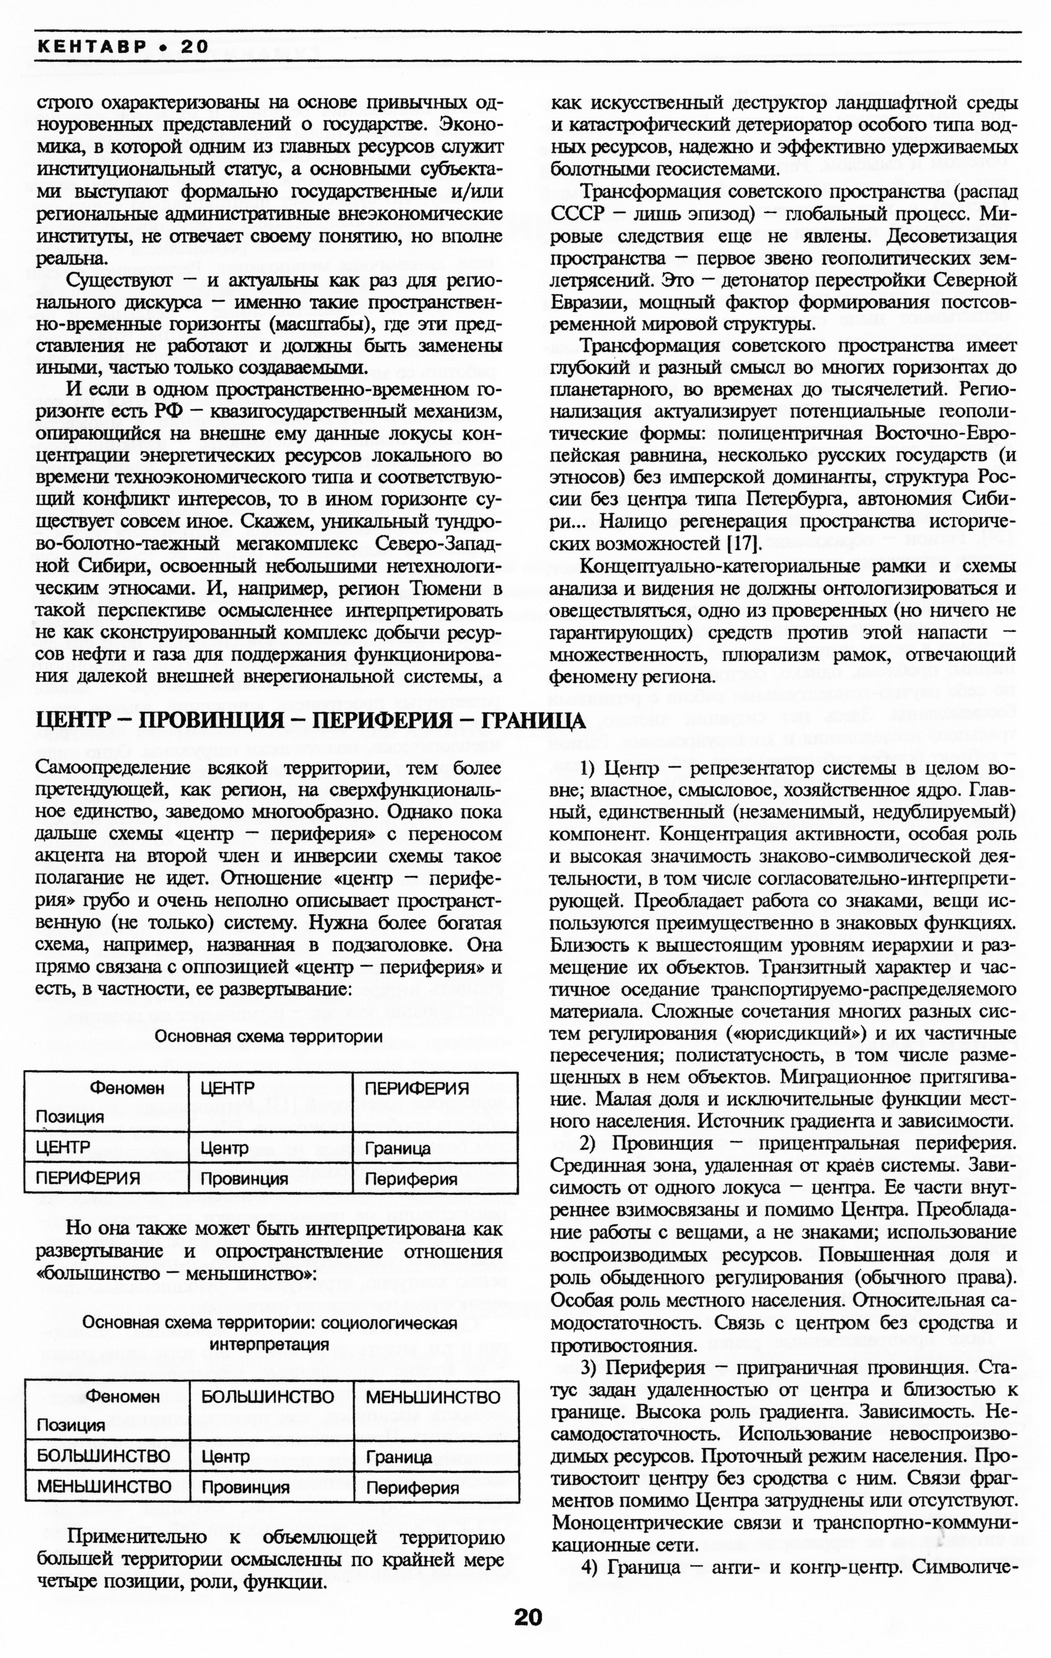 КЕНТАВР • 20
строго охарактеризованы на основе привычных од-
ноуровенных представлений о государстве. Эконо-
мика, в которой одним из главных ресурсов служит
институциональный статус, а основными субъекта-
ми выступают формально государственные и/или
региональные административные внеэкономические
институты, не отвечает своему понятию, но вполне
реальна.
Существуют — и актуальны как раз для регио-
нального дискурса — именно такие пространствен-
но-временные горизонты (масштабы), где эти пред-
ставления не работают и должны быть заменены
иными, частью только создаваемыми.
И если в одном пространственно-временном го-
ризонте есть РФ — квазигосударственный механизм,
опирающийся на внешне ему данные локусы кон-
центрации энергетических ресурсов локального во
времени техноэкономического типа и соответствую-
щий конфликт интересов, то в ином горизонте су-
ществует совсем иное. Скажем, уникальный тундро-
во-болотно-таежный мегакомплекс Северо-Запад-
ной Сибири, освоенный небольшими нетехнологи-
ческим этносами. И, например, регион Тюмени в
такой перспективе осмысленнее интерпретировать
не как сконструированный комплекс добычи ресур-
сов нефти и газа для поддержания функционирова-
ния далекой внешней внерегиональной системы, а
как искусственный деструктор ландшафтной среды
и катастрофический детериоратор особого типа вод-
ных ресурсов, надежно и эффективно удерживаемых
болотными геосистемами.
Трансформация советского пространства (распад
СССР — лишь эпизод) — глобальный процесс. Ми-
ровые следствия еще не явлены. Десоветизация
пространства — первое звено геополитических зем-
летрясений. Это — детонатор перестройки Северной
Евразии, мощный фактор формирования постсов-
ременной мировой структуры.
Трансформация советского пространства имеет
глубокий и разный смысл во многих горизонтах до
планетарного, во временах до тысячелетий. Регио-
нализация актуализирует потенциальные геополи-
тические формы: полицентричная Восточно-Евро-
пейская равнина, несколько русских государств (и
этносов) без имперской доминанты, структура Рос-
сии без центра типа Петербурга, автономия Сиби-
ри... Налицо регенерация пространства историче-
ских возможностей [17].
Концептуально-категориальные рамки и схемы
анализа и видения не должны онтологизироваться и
овеществляться, одно из проверенных (но ничего не
гарантирующих) средств против этой напасти —
множественность, плюрализм рамок, отвечающий
феномену региона.
ЦЕНТР – ПРОВИНЦИЯ – ПЕРИФЕРИЯ – ГРАНИЦА
Самоопределение всякой территории, тем более
претендующей, как регион, на сверхфункциональ-
ное единство, заведомо многообразно. Однако пока
дальше схемы «центр — периферия» с переносом
акцента на второй член и инверсии схемы такое
полагание не идет. Отношение «центр — перифе-
рия» грубо и очень неполно описывает пространст-
венную (не только) систему. Нужна более богатая
схема, например, названная в подзаголовке. Она
прямо связана с оппозицией «центр — периферия» и
есть, в частности, ее развертывание:
Основная схема территории
Феномен ЦЕНТР ПЕРИФЕРИЯ
Позиция
ЦЕНТР Центр Граница
ПЕРИФЕРИЯ Провинция Периферия
Но она также может быть интерпретирована как
развертывание и опространствление отношения
«большинство — меньшинство»:
Основная схема территории: социологическая
интерпретация
Феномен БОЛЬШИНСТВО МЕНЬШИНСТВО
Позиция
БОЛЬШИНСТВО Центр Граница
МЕНЬШИНСТВО Провинция Периферия
Применительно к объемлющей территорию
большей территории осмысленны по крайней мере
четыре позиции, роли, функции.
1) Центр — репрезентатор системы в целом во-
вне; властное, смысловое, хозяйственное ядро. Глав-
ный, единственный (незаменимый, недублируемый)
компонент. Концентрация активности, особая роль
и высокая значимость знаково-символической дея-
тельности, в том числе согласовательно-интерпрети-
рующей. Преобладает работа со знаками, вещи ис-
пользуются преимущественно в знаковых функциях.
Близость к вышестоящим уровням иерархии и раз-
мещение их объектов. Транзитный характер и час-
тичное оседание транспортируемо-распределяемого
материала. Сложные сочетания многих разных сис-
тем регулирования («юрисдикций») и их частичные
пересечения; полистатусность, в том числе разме-
щенных в нем объектов. Миграционное притягива-
ние. Малая доля и исключительные функции мест-
ного населения. Источник градиента и зависимости.
2) Провинция — прицентральная периферия.
Срединная зона, удаленная от краёв системы. Зави-
симость от одного локуса — центра. Ее части внут-
реннее взимосвязаны и помимо Центра. Преоблада-
ние работы с вещами, а не знаками; использование
воспроизводимых ресурсов. Повышенная доля и
роль обыденного регулирования (обычного права).
Особая роль местного населения. Относительная са-
модостаточность. Связь с центром без сродства и
противостояния.
3) Периферия — приграничная провинция. Ста-
тус задан удаленностью от центра и близостью к
границе. Высока роль градиента. Зависимость. Не-
самодостаточность. Использование невоспроизво-
димых ресурсов. Проточный режим населения. Про-
тивостоит центру без сродства с ним. Связи фраг-
ментов помимо Центра затруднены или отсутствуют.
Моноцентрические связи и транспортно-коммуни-
кационные сети.
4) Граница — анти- и контр-центр. Символиче-
20